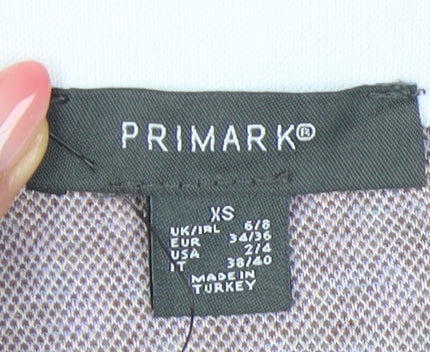 PRIMARK®
XS
UK/IRL 6/8
EUR 34/36
USA 2/4
IT 38/40
MADE IN
TURKEY